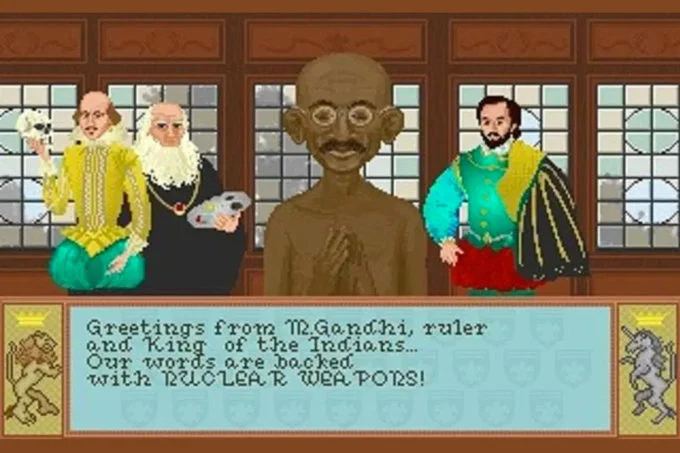 Greetings from M.Gandhi, ruler
and King of the Indians...
Our words are backed
with NUCLEAR WEAPONS!